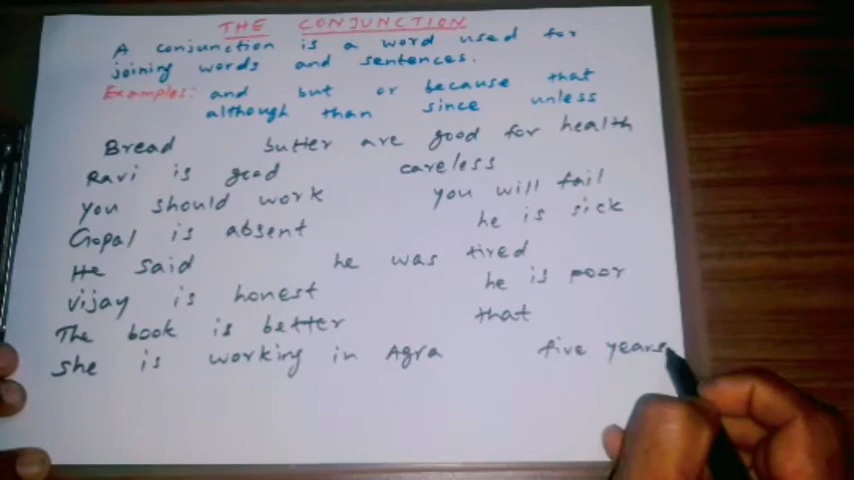 THE CONJUNCTION
A conjunction is a word used for
joining words and sentences.
Examples: and but or because that
although than since unless
Bread butter are good for health
Ravi is good careless
you should work you will fail
Gopal is absent he is sick
He said he was tired
Vijay is honest he is poor
The book is better that
She is working in Agra five years